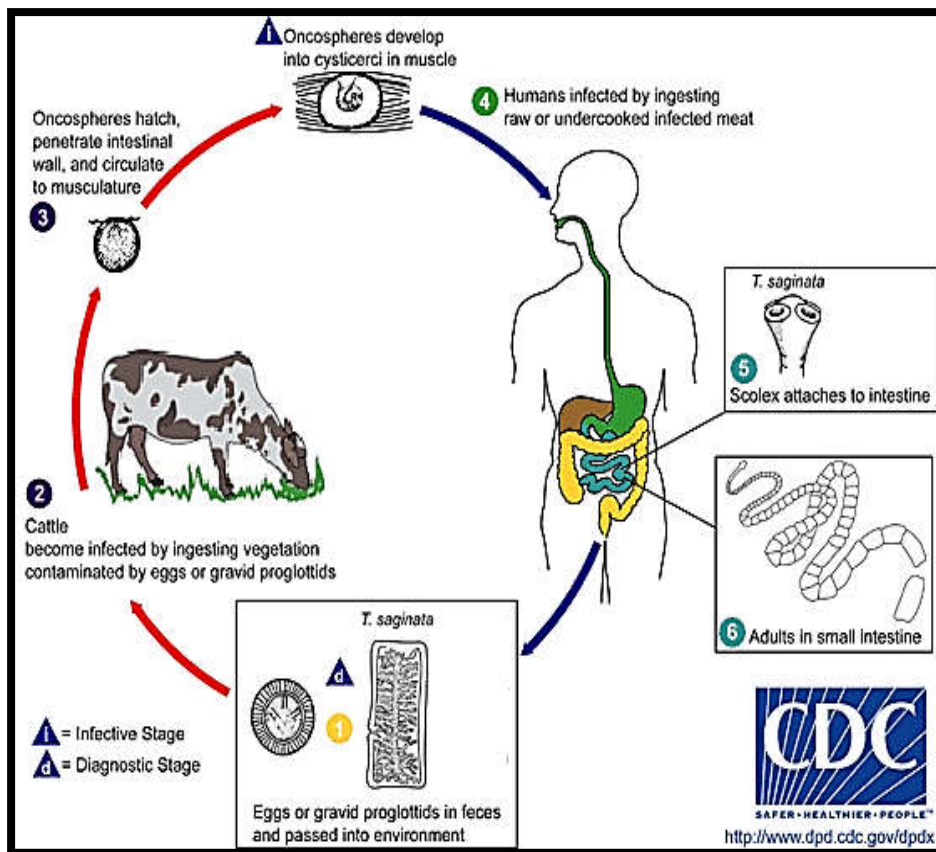 i
Oncospheres develop
into cysticerci in muscle
4
Humans infected by ingesting
raw or undercooked infected meat
Oncospheres hatch,
penetrate intestinal
wall, and circulate
to musculature
3
T. saginata
5
Scolex attaches to intestine
2
Cattle
become infected by ingesting vegetation
contaminated by eggs or gravid proglottids
6
Adults in small intestine
T. saginata
d
1
Eggs or gravid proglottids in feces
and passed into environment
i = Infective Stage
d = Diagnostic Stage
CDC
SAFER•HEALTHIER•PEOPLE™
http://www.dpd.cdc.gov/dpdx